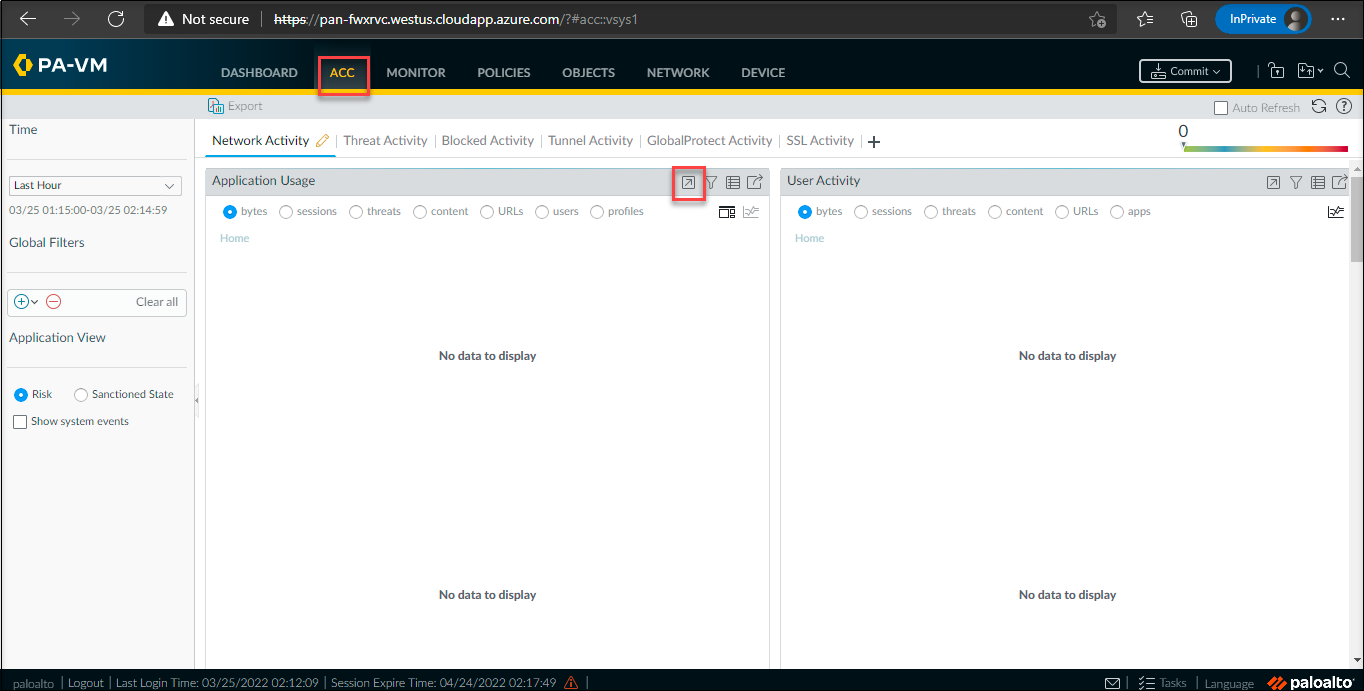 Not secure https://pan-fwxrvc.westus.cloudapp.azure.com/?#acc::vsys1 InPrivate
PA-VM DASHBOARD ACC MONITOR POLICIES OBJECTS NETWORK DEVICE Commit
Export Auto Refresh
Time
Network Activity Threat Activity Blocked Activity Tunnel Activity GlobalProtect Activity SSL Activity 0
Application Usage User Activity
Last Hour
bytes sessions threats content URLs users profiles bytes sessions threats content URLs apps
03/25 01:15:00-03/25 02:14:59
Home Home
Global Filters
Clear all
Application View
No data to display No data to display
Risk Sanctioned State
Show system events
No data to display No data to display
paloalto Logout Last Login Time: 03/25/2022 02:12:09 Session Expire Time: 04/24/2022 02:17:49 Tasks Language paloalto